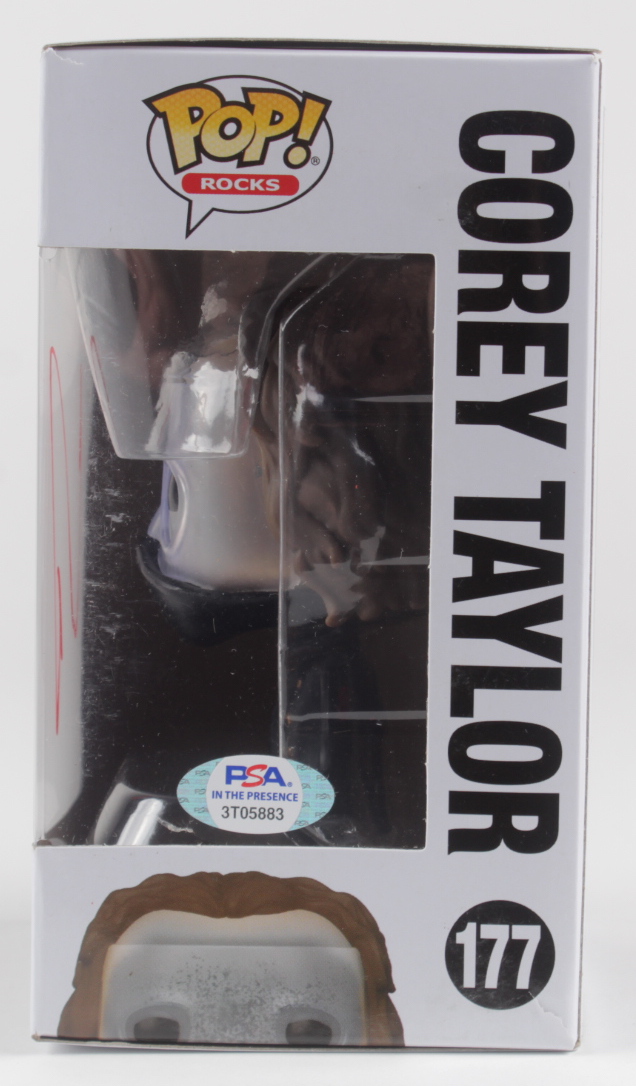 POP!®
ROCKS
COREY TAYLOR
PSA®
IN THE PRESENCE
3T05883
177